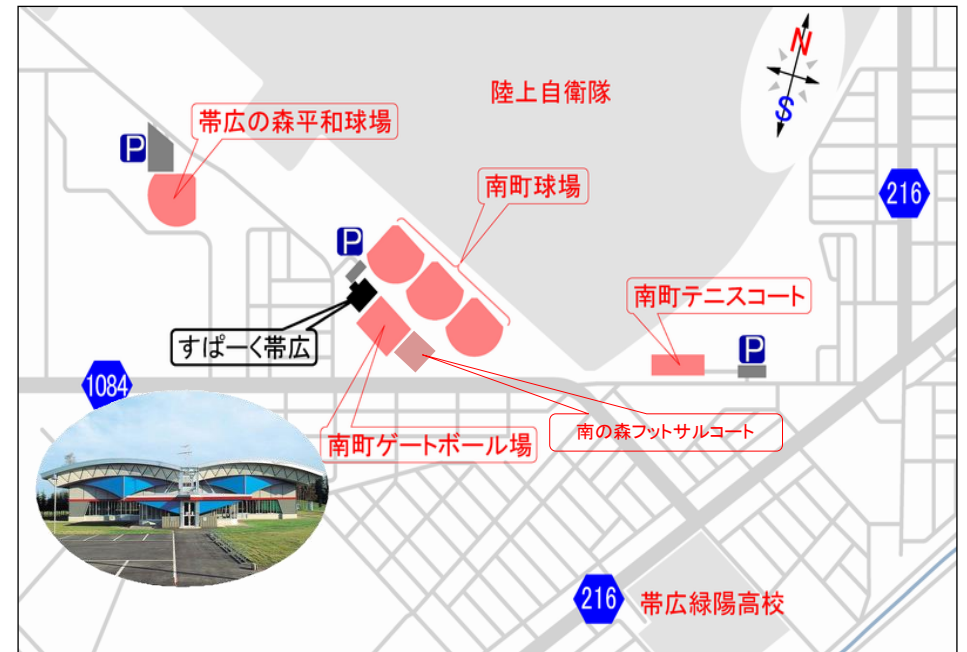 N
S
陸上自衛隊
帯広の森平和球場
P
南町球場
216
P
南町テニスコート
すぱーく帯広
P
1084
南の森フットサルコート
南町ゲートボール場
216
帯広緑陽高校